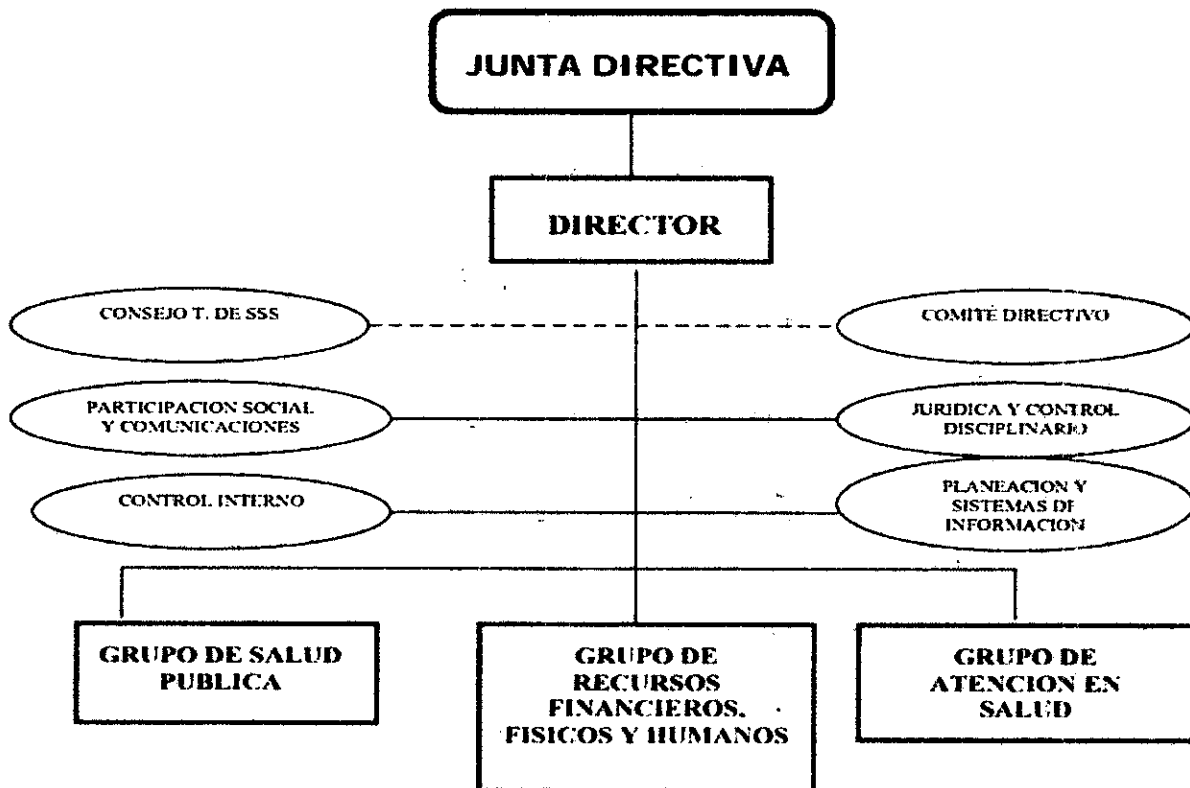 JUNTA DIRECTIVA
DIRECTOR
CONSEJO T. DE SSS
COMITÉ DIRECTIVO
PARTICIPACION SOCIAL
Y COMUNICACIONES
JURIDICA Y CONTROL
DISCIPLINARIO
CONTROL INTERNO
PLANEACION Y
SISTEMAS DE
INFORMACION
GRUPO DE SALUD
PUBLICA
GRUPO DE
RECURSOS
FINANCIEROS,
FISICOS Y HUMANOS
GRUPO DE
ATENCION EN
SALUD